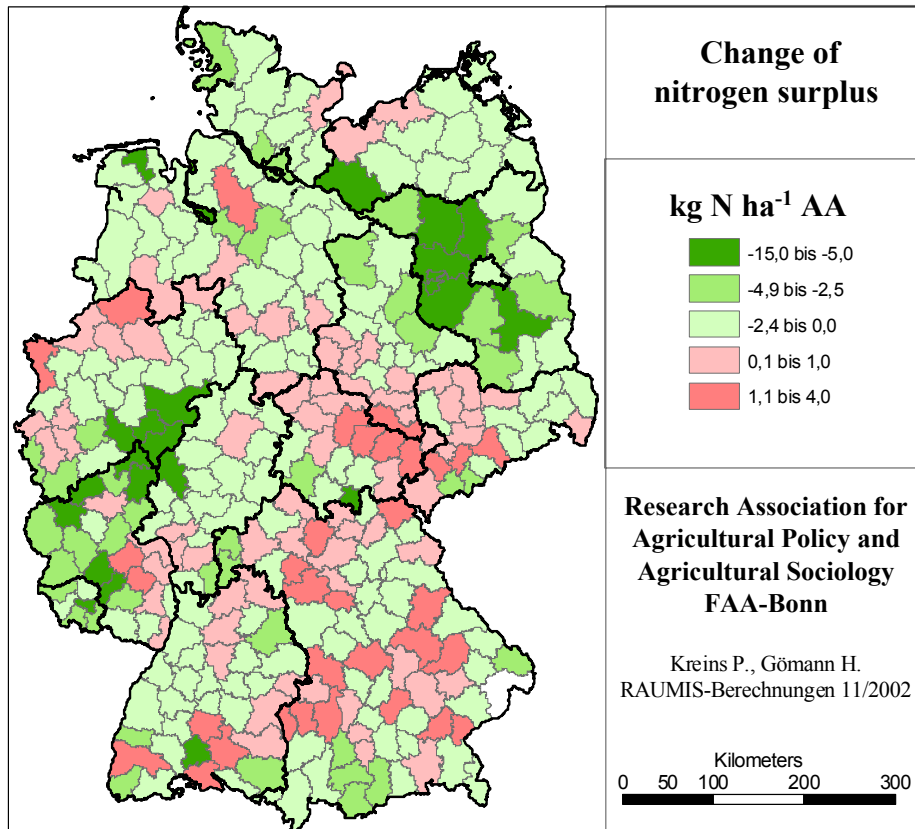 Change of
nitrogen surplus
kg N ha-1 AA
-15,0 bis -5,0
-4,9 bis -2,5
-2,4 bis 0,0
0,1 bis 1,0
1,1 bis 4,0
Research Association for
Agricultural Policy and
Agricultural Sociology
FAA-Bonn
Kreins P., Gömann H.
RAUMIS-Berechnungen 11/2002
Kilometers
0 50 100 200 300